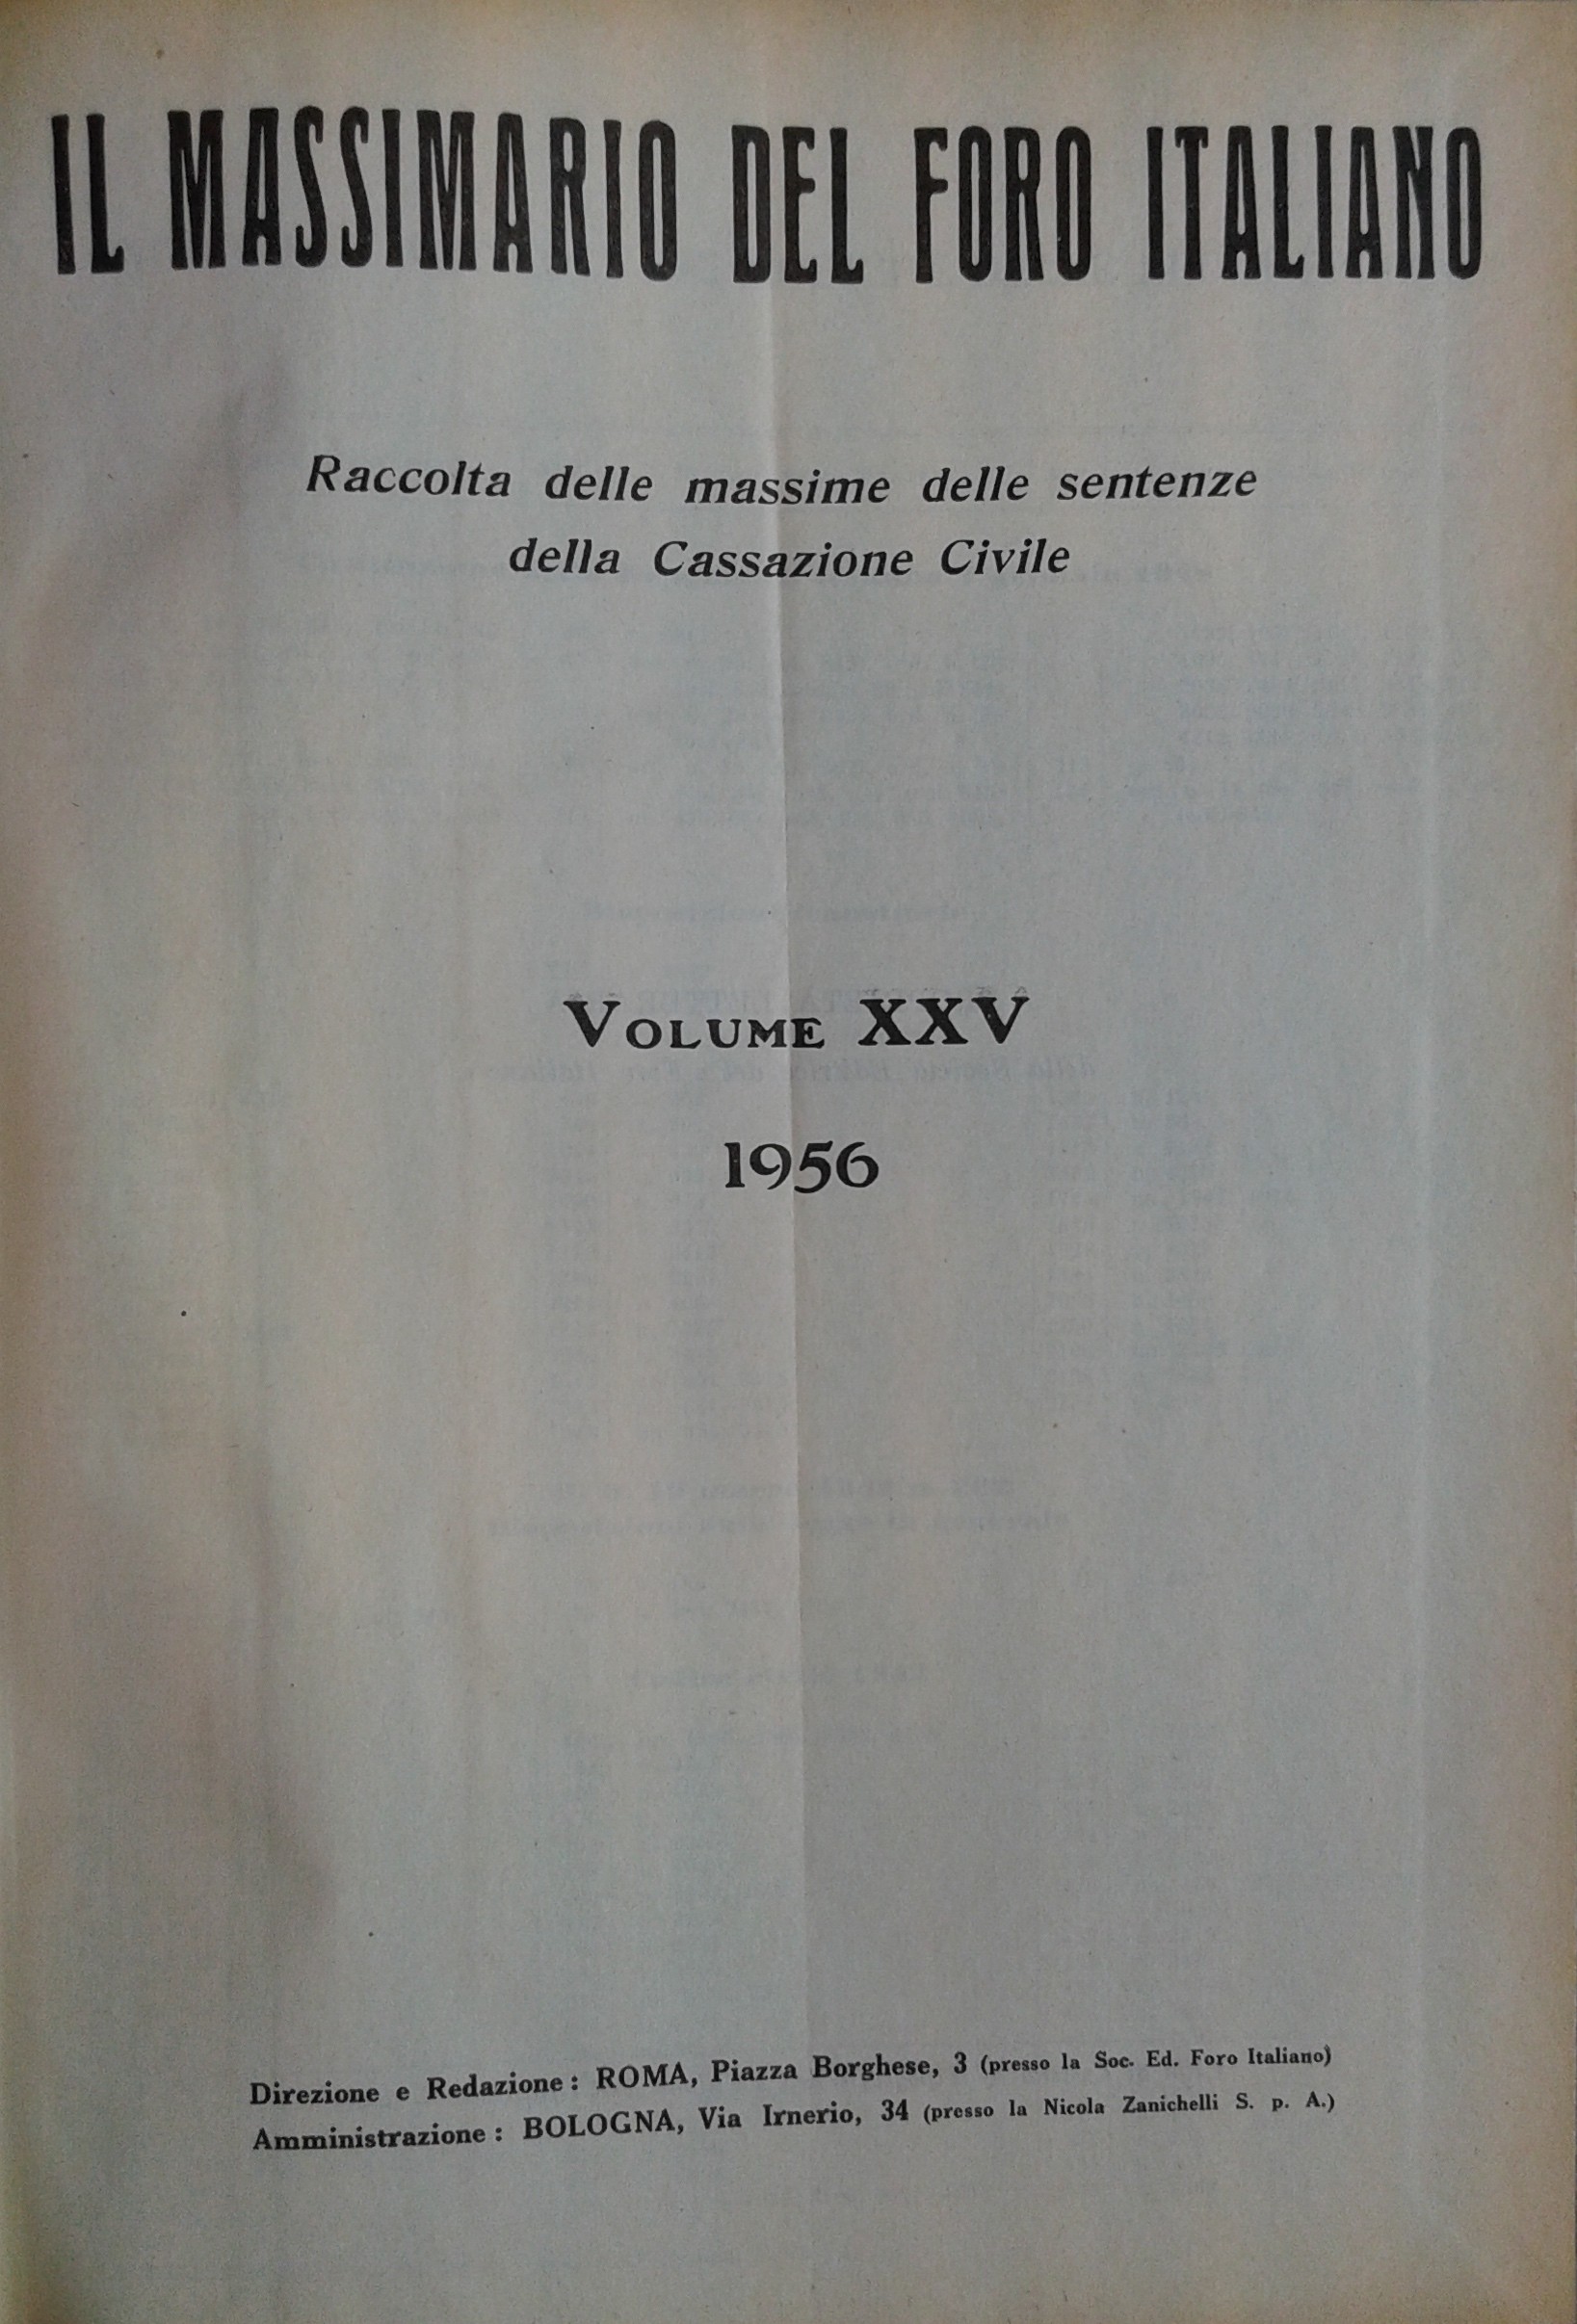 IL MASSIMARIO DEL FORO ITALIANO
Raccolta delle massime delle sentenze
della Cassazione Civile
VOLUME XXV
1956
Direzione e Redazione : ROMA, Piazza Borghese, 3 (presso la Soc. Ed. Foro Italiano)
Amministrazione : BOLOGNA, Via Irnerio, 34 (presso la Nicola Zanichelli S. p. A.)